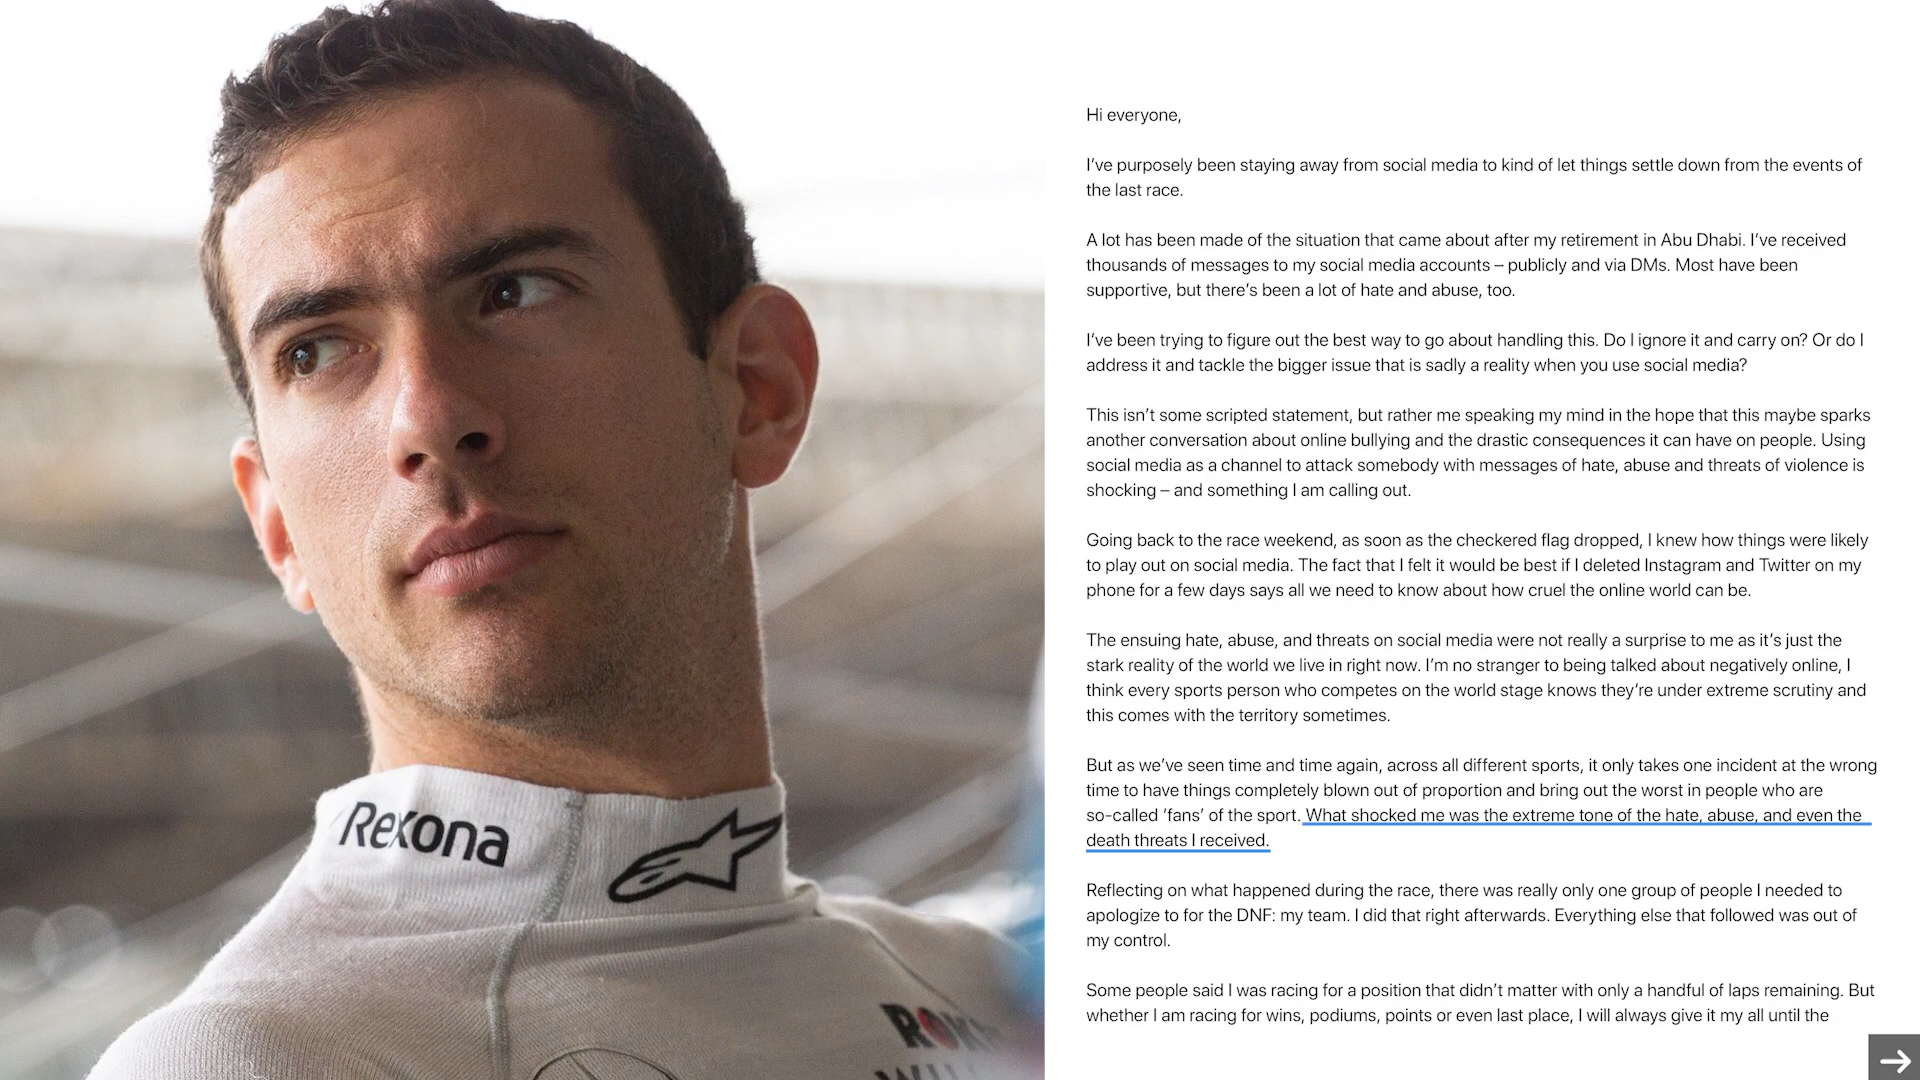 Hi everyone,
I’ve purposely been staying away from social media to kind of let things settle down from the events of
the last race.
A lot has been made of the situation that came about after my retirement in Abu Dhabi. I’ve received
thousands of messages to my social media accounts – publicly and via DMs. Most have been
supportive, but there’s been a lot of hate and abuse, too.
I’ve been trying to figure out the best way to go about handling this. Do I ignore it and carry on? Or do I
address it and tackle the bigger issue that is sadly a reality when you use social media?
This isn’t some scripted statement, but rather me speaking my mind in the hope that this maybe sparks
another conversation about online bullying and the drastic consequences it can have on people. Using
social media as a channel to attack somebody with messages of hate, abuse and threats of violence is
shocking – and something I am calling out.
Going back to the race weekend, as soon as the checkered flag dropped, I knew how things were likely
to play out on social media. The fact that I felt it would be best if I deleted Instagram and Twitter on my
phone for a few days says all we need to know about how cruel the online world can be.
The ensuing hate, abuse, and threats on social media were not really a surprise to me as it’s just the
stark reality of the world we live in right now. I’m no stranger to being talked about negatively online, I
think every sports person who competes on the world stage knows they’re under extreme scrutiny and
this comes with the territory sometimes.
But as we’ve seen time and time again, across all different sports, it only takes one incident at the wrong
time to have things completely blown out of proportion and bring out the worst in people who are
so-called ‘fans’ of the sport. What shocked me was the extreme tone of the hate, abuse, and even the
death threats I received.
Reflecting on what happened during the race, there was really only one group of people I needed to
apologize to for the DNF: my team. I did that right afterwards. Everything else that followed was out of
my control.
Some people said I was racing for a position that didn’t matter with only a handful of laps remaining. But
whether I am racing for wins, podiums, points or even last place, I will always give it my all until the
Rexona